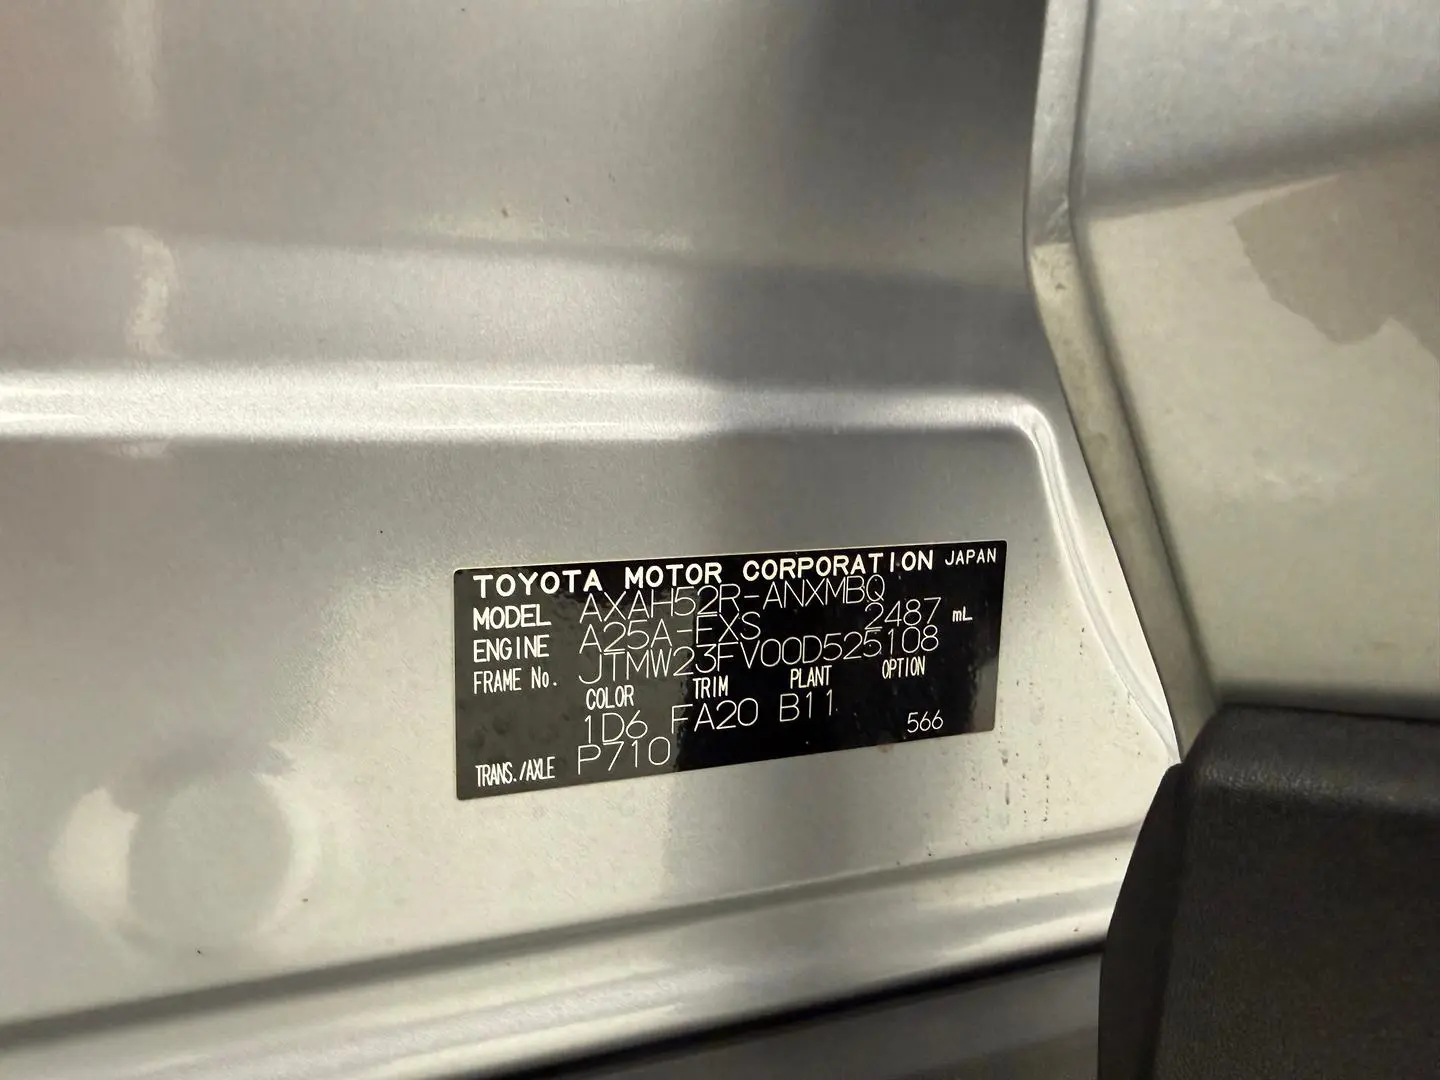 TOYOTA MOTOR CORPORATION JAPAN
MODEL AXAH52R-ANXMBQ
ENGINE A25A-FXS 2487 mL
FRAME No. JTMW23FV00D525108
COLOR TRIM PLANT OPTION
1D6 FA20 B11
566
TRANS./AXLE P710